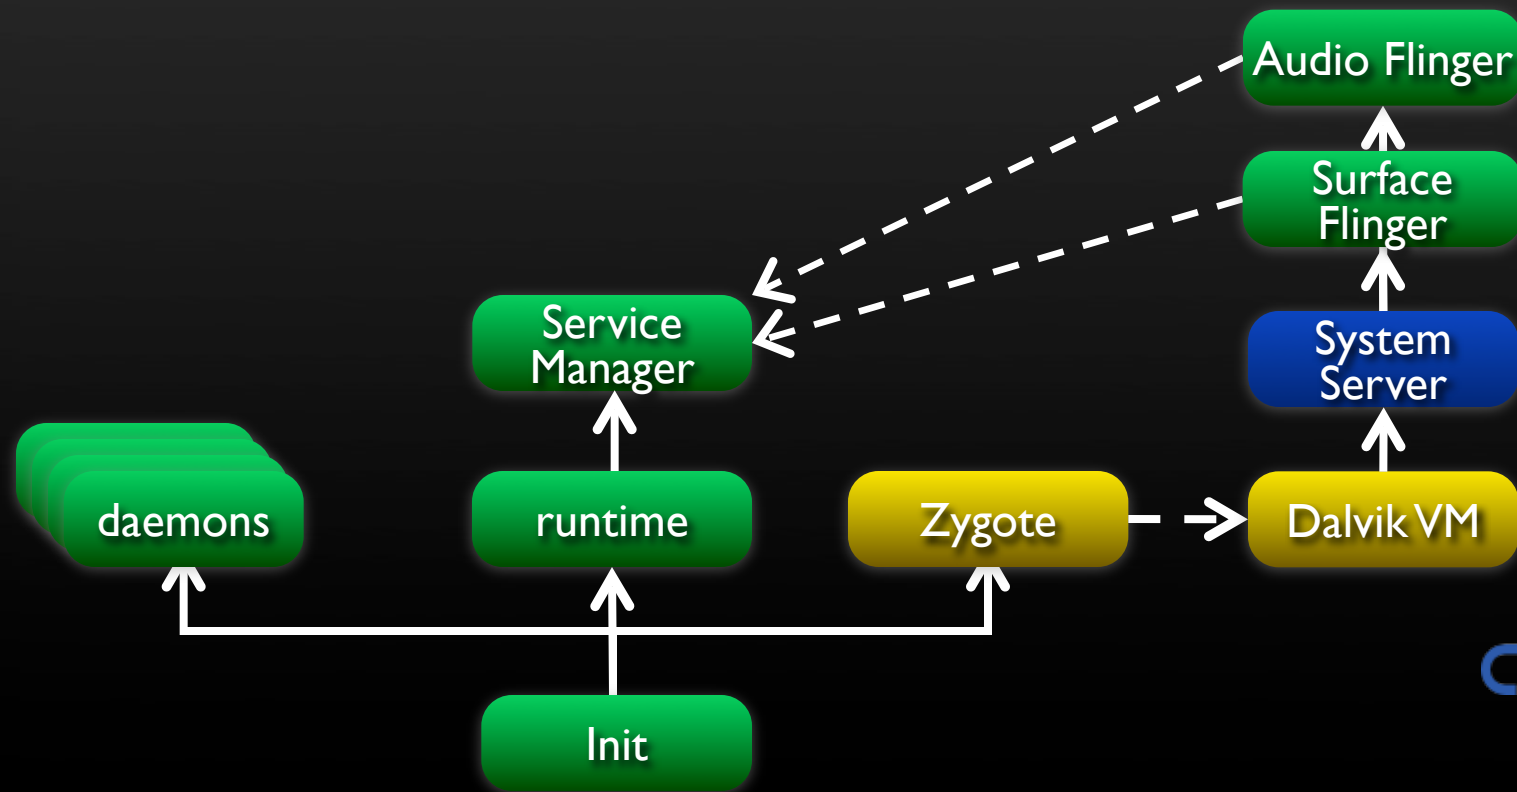 Audio Flinger
Surface
Flinger
Service
Manager
System
Server
daemons
runtime
Zygote
Dalvik VM
Init